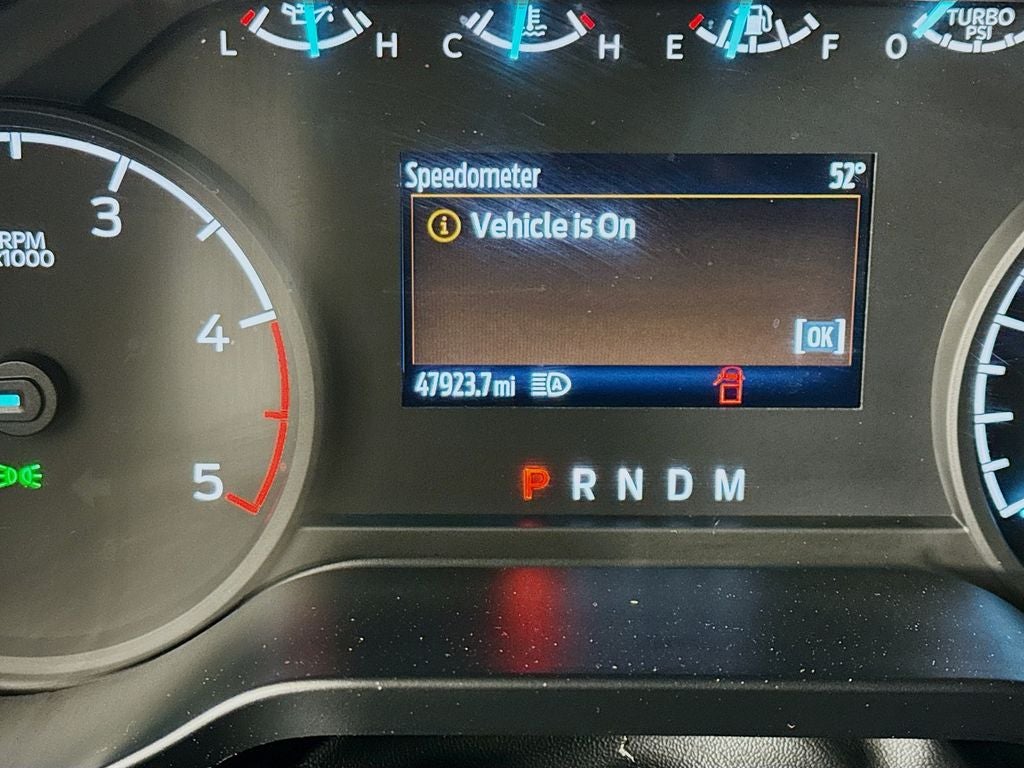 L H C H E F O TURBO
PSI
Speedometer 52°
Vehicle is On
[OK]
47923.7mi A
3
RPM
x1000
4
5
P R N D M